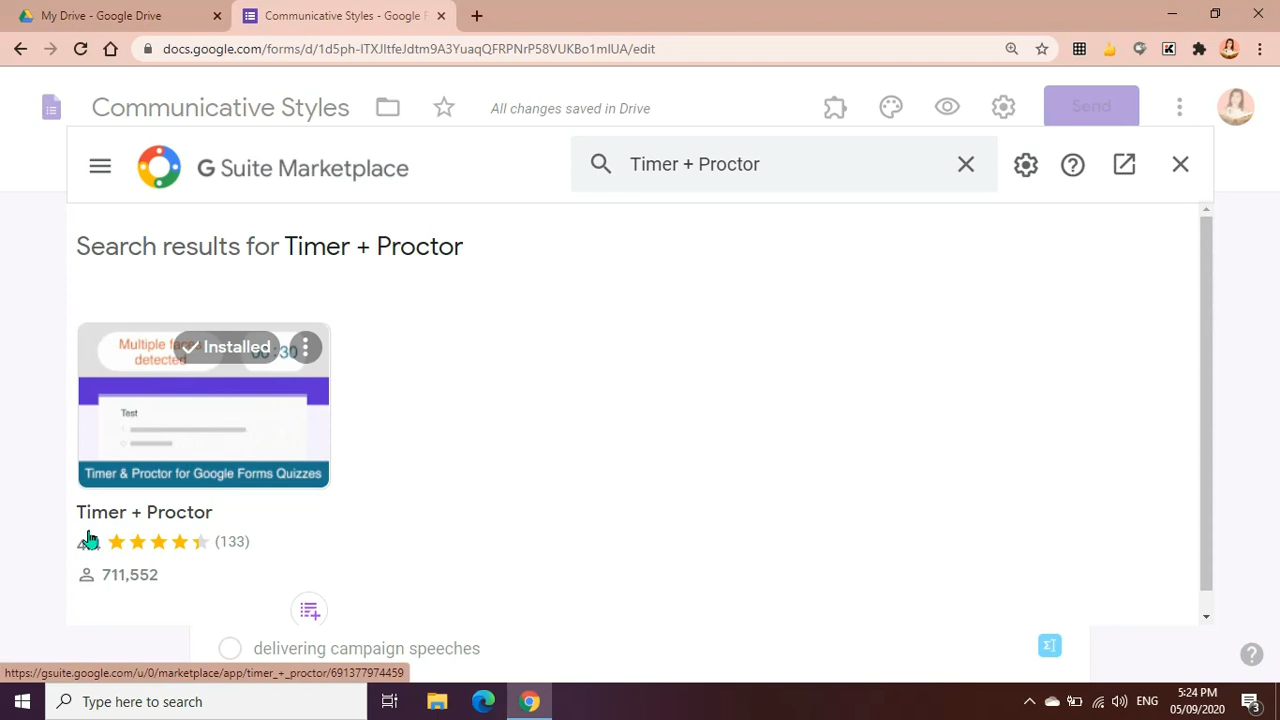 My Drive - Google Drive
Communicative Styles - Google F
docs.google.com/forms/d/1d5ph-lTXJltfeJdtm9A3YuaqQFRPNrP58VUKBo1mlUA/edit
Communicative Styles
All changes saved in Drive
Send
G Suite Marketplace
Timer + Proctor
Search results for Timer + Proctor
Multiple faces
detected
Installed
:30
Test
Timer & Proctor for Google Forms Quizzes
Timer + Proctor
(133)
711,552
delivering campaign speeches
https://gsuite.google.com/u/0/marketplace/app/timer_+_proctor/691377974459
Type here to search
ENG
5:24 PM
05/09/2020
3